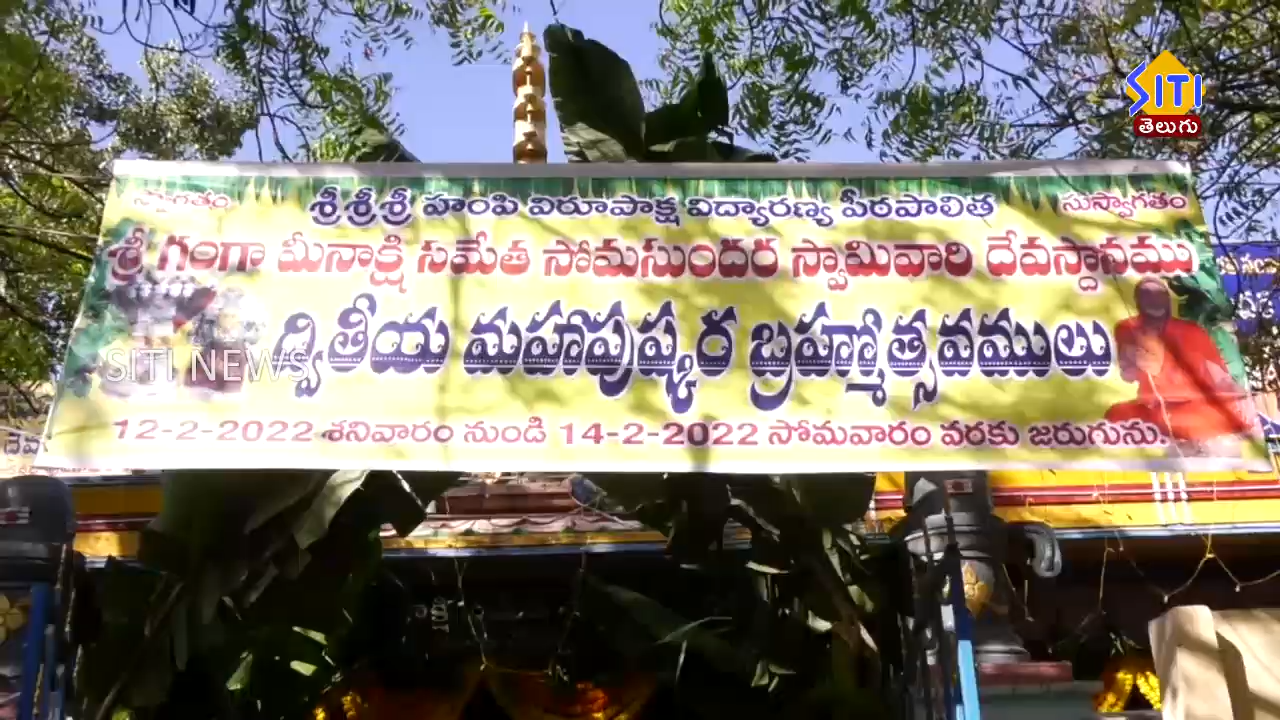 SITI
తెలుగు
స్వాగతం
సుస్వాగతం
శ్రీశ్రీశ్రీ హంపి విరూపాక్ష విద్యారణ్య పీఠపాలిత
శ్రీ గంగా మీనాక్షి సమేత సోమసుందర స్వామివారి దేవస్థానము
ద్వితీయ మహాపుష్కర బ్రహ్మోత్సవములు
SITI NEWS
12-2-2022 శనివారం నుండి 14-2-2022 సోమవారం వరకు జరుగును.
దేవ